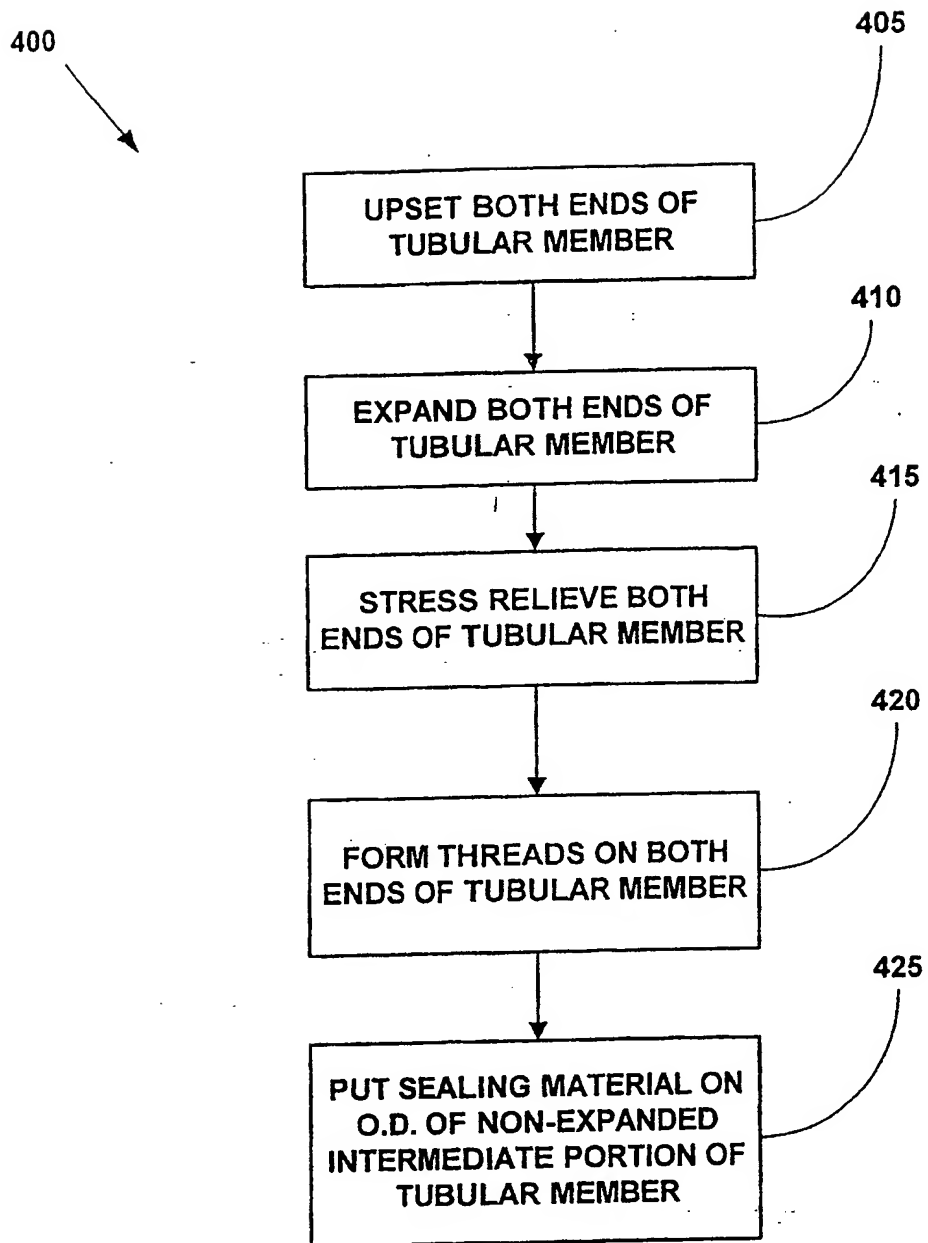 400
405
UPSET BOTH ENDS OF
TUBULAR MEMBER
410
EXPAND BOTH ENDS OF
TUBULAR MEMBER
415
STRESS RELIEVE BOTH
ENDS OF TUBULAR MEMBER
420
FORM THREADS ON BOTH
ENDS OF TUBULAR MEMBER
425
PUT SEALING MATERIAL ON
O.D. OF NON-EXPANDED
INTERMEDIATE PORTION OF
TUBULAR MEMBER